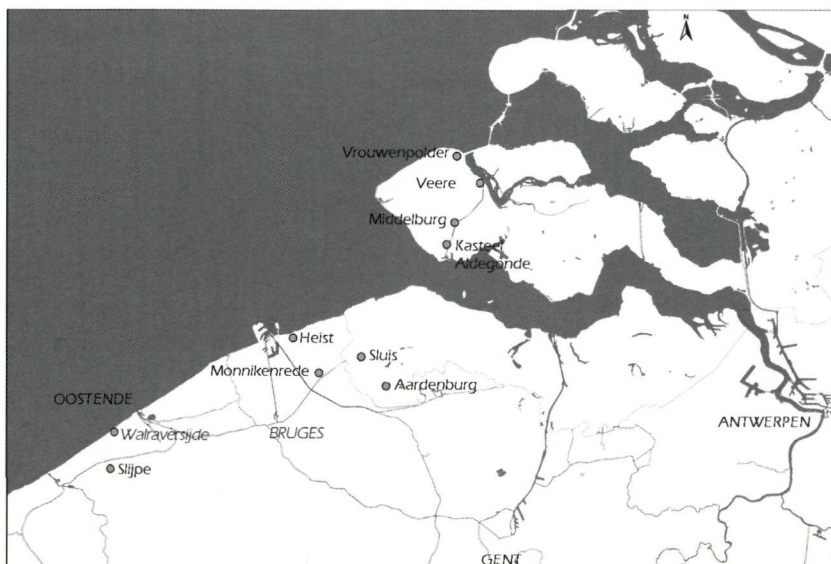 N
Vrouwenpolder
Veere
Middelburg
Kasteel
Aldegonde
Heist
Sluis
Monnikenrede
Aardenburg
OOSTENDE
ANTWERPEN
Walraversijde
BRUGES
Slijpe
GENT